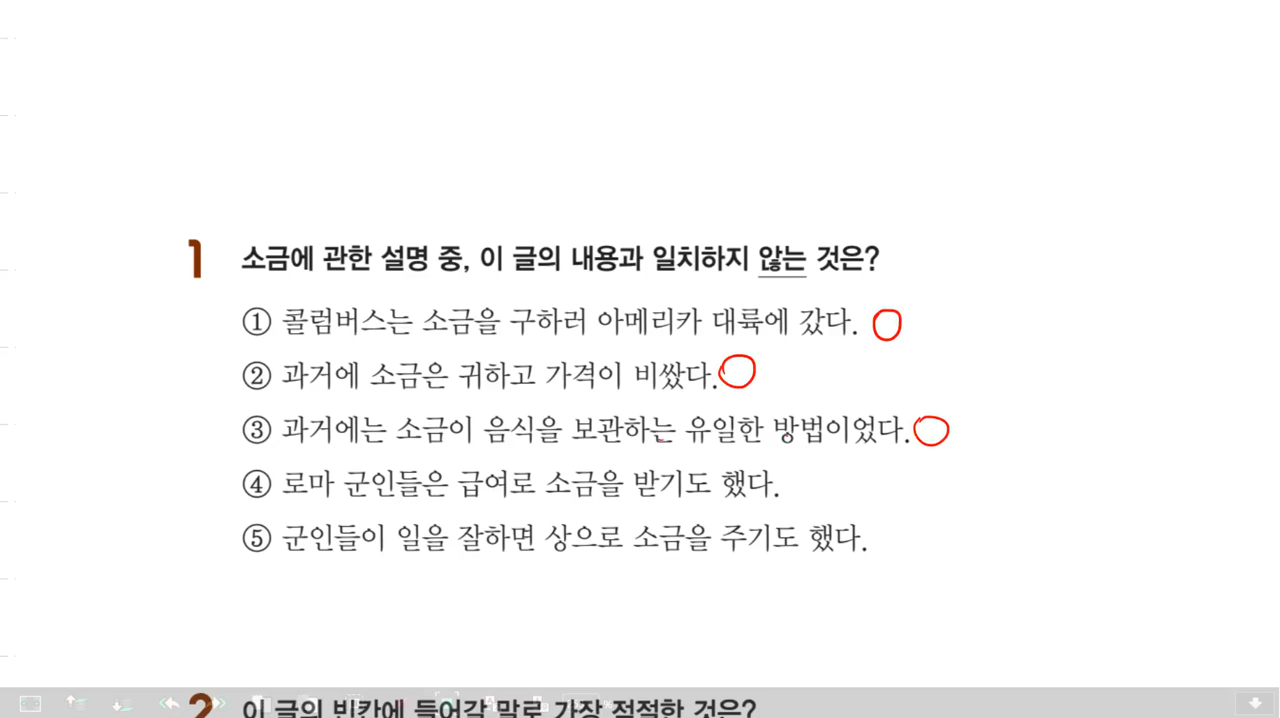 1 소금에 관한 설명 중, 이 글의 내용과 일치하지 않는 것은?
① 콜럼버스는 소금을 구하러 아메리카 대륙에 갔다.
② 과거에 소금은 귀하고 가격이 비쌌다.
③ 과거에는 소금이 음식을 보관하는 유일한 방법이었다.
④ 로마 군인들은 급여로 소금을 받기도 했다.
⑤ 군인들이 일을 잘하면 상으로 소금을 주기도 했다.
2 이 글의 빈칸에 들어갈 말로 가장 적절한 것은?